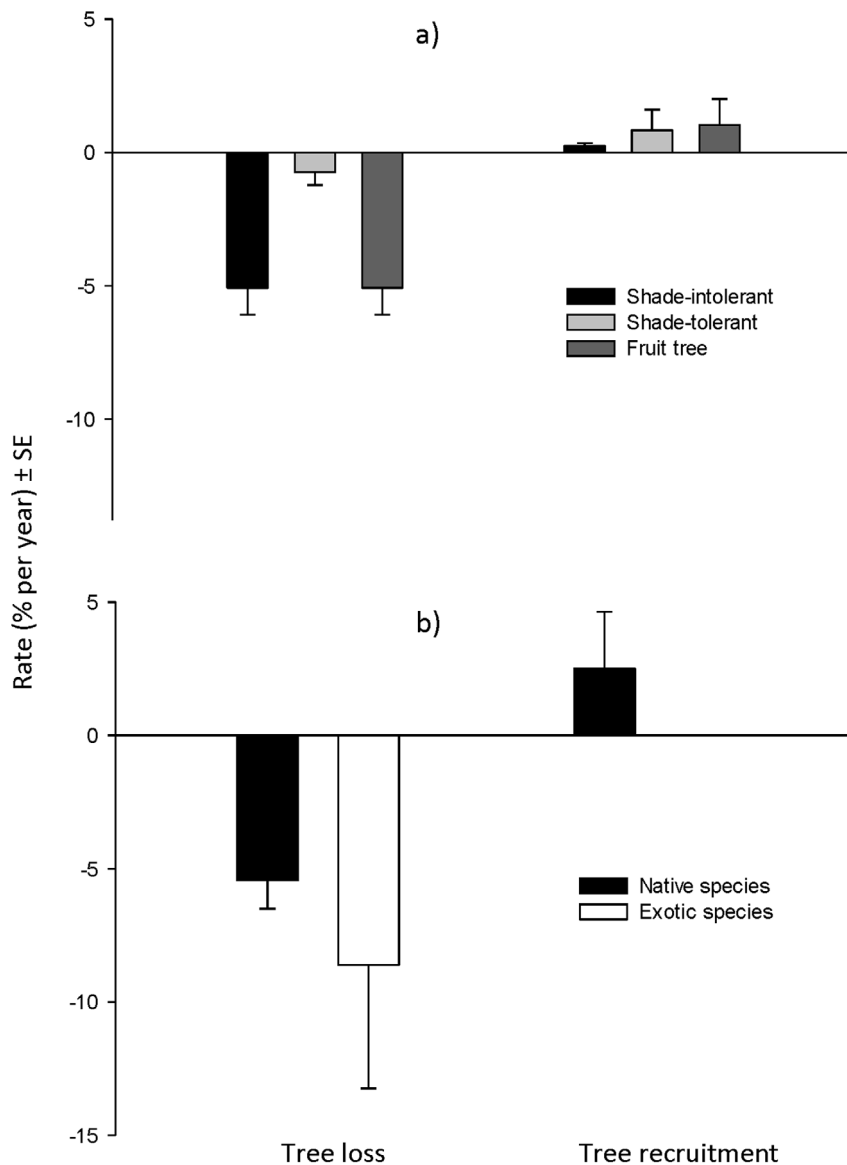 a)
5
0
-5
-10
Shade-intolerant
Shade-tolerant
Fruit tree
Rate (% per year) ± SE
b)
5
0
-5
-10
-15
Native species
Exotic species
Tree loss
Tree recruitment